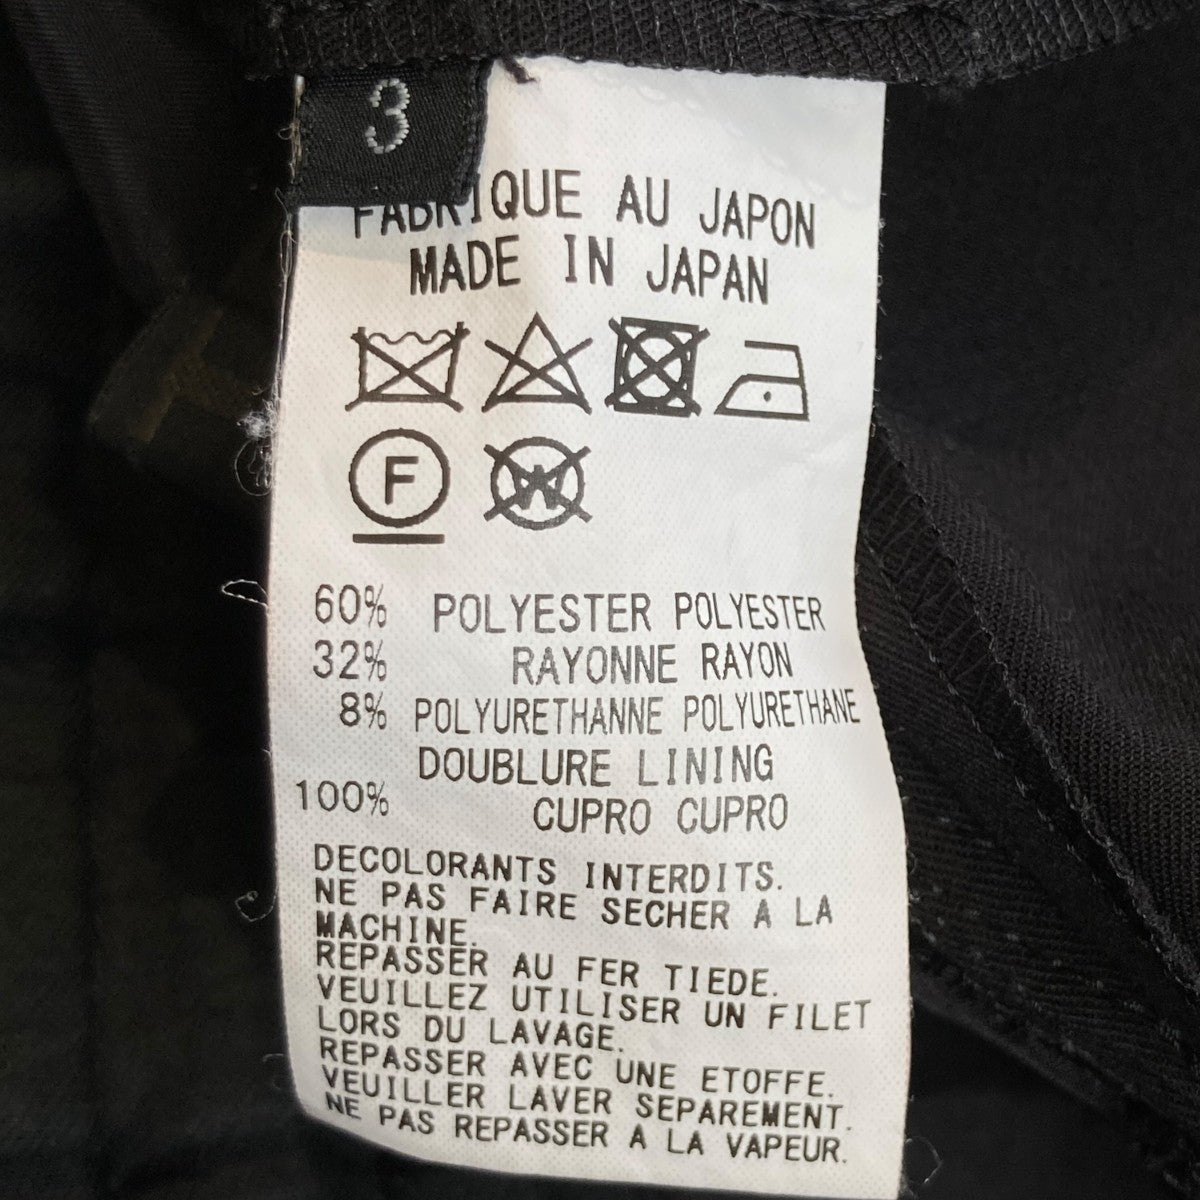 3
FABRIQUE AU JAPON
MADE IN JAPAN
F
W
60% POLYESTER POLYESTER
32% RAYONNE RAYON
8% POLYURETHANNE POLYURETHANE
DOUBLURE LINING
100% CUPRO CUPRO
DECOLORANTS INTERDITS.
NE PAS FAIRE SECHER A LA
MACHINE.
REPASSER AU FER TIEDE.
VEUILLEZ UTILISER UN FILET
LORS DU LAVAGE.
REPASSER AVEC UNE ETOFFE.
VEUILLER LAVER SEPAREMENT.
NE PAS REPASSER A LA VAPEUR.